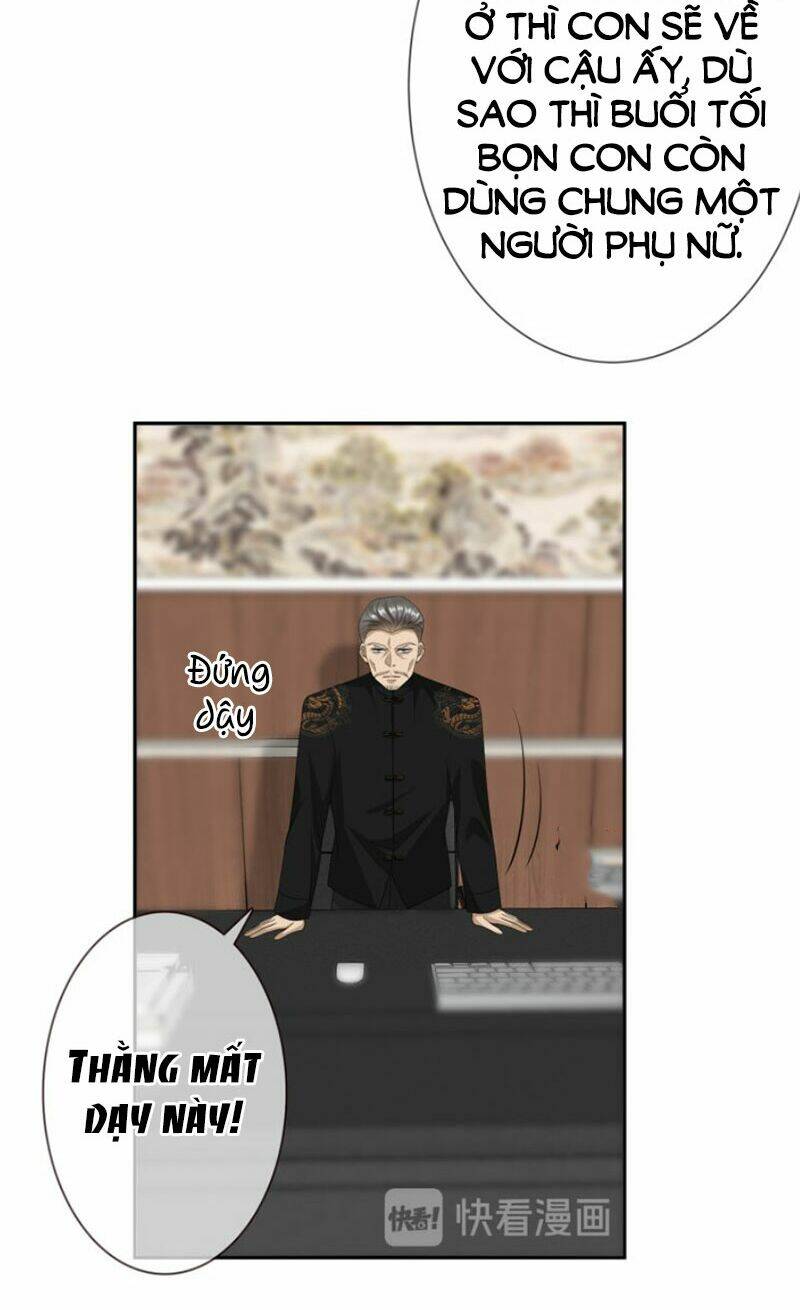 Ở THÌ CON SẼ VỀ
VỚI CẬU ẤY, DÙ
SAO THÌ BUỔI TỐI
BỌN CON CÒN
DÙNG CHUNG MỘT
NGƯỜI PHỤ NỮ.
Đứng
dậy
THẰNG MẤT
DẠY NÀY!
快看! 快看漫画